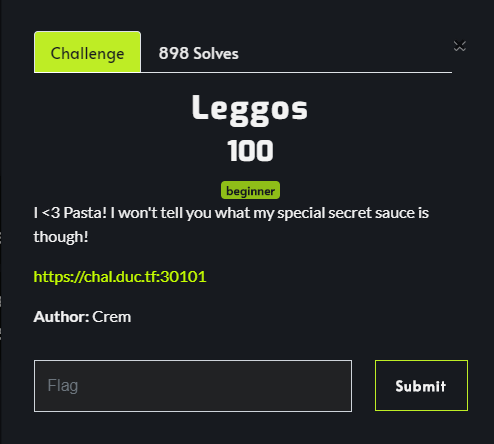 Challenge
898 Solves
Leggos
100
beginner
I <3 Pasta! I won't tell you what my special secret sauce is
though!
https://chal.duc.tf:30101
Author: Crem
Flag
Submit